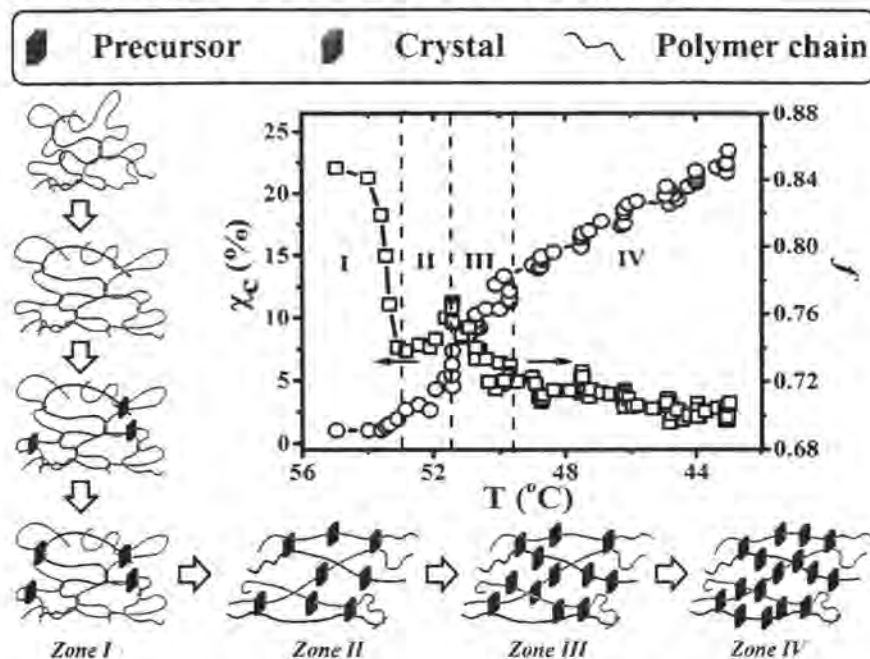 Precursor Crystal Polymer chain
25
20
15
10
5
0
χc (%)
I II III IV
0.88
0.84
0.80
0.76
0.72
0.68
f
56 52 48 44
T (°C)
Zone I Zone II Zone III Zone IV